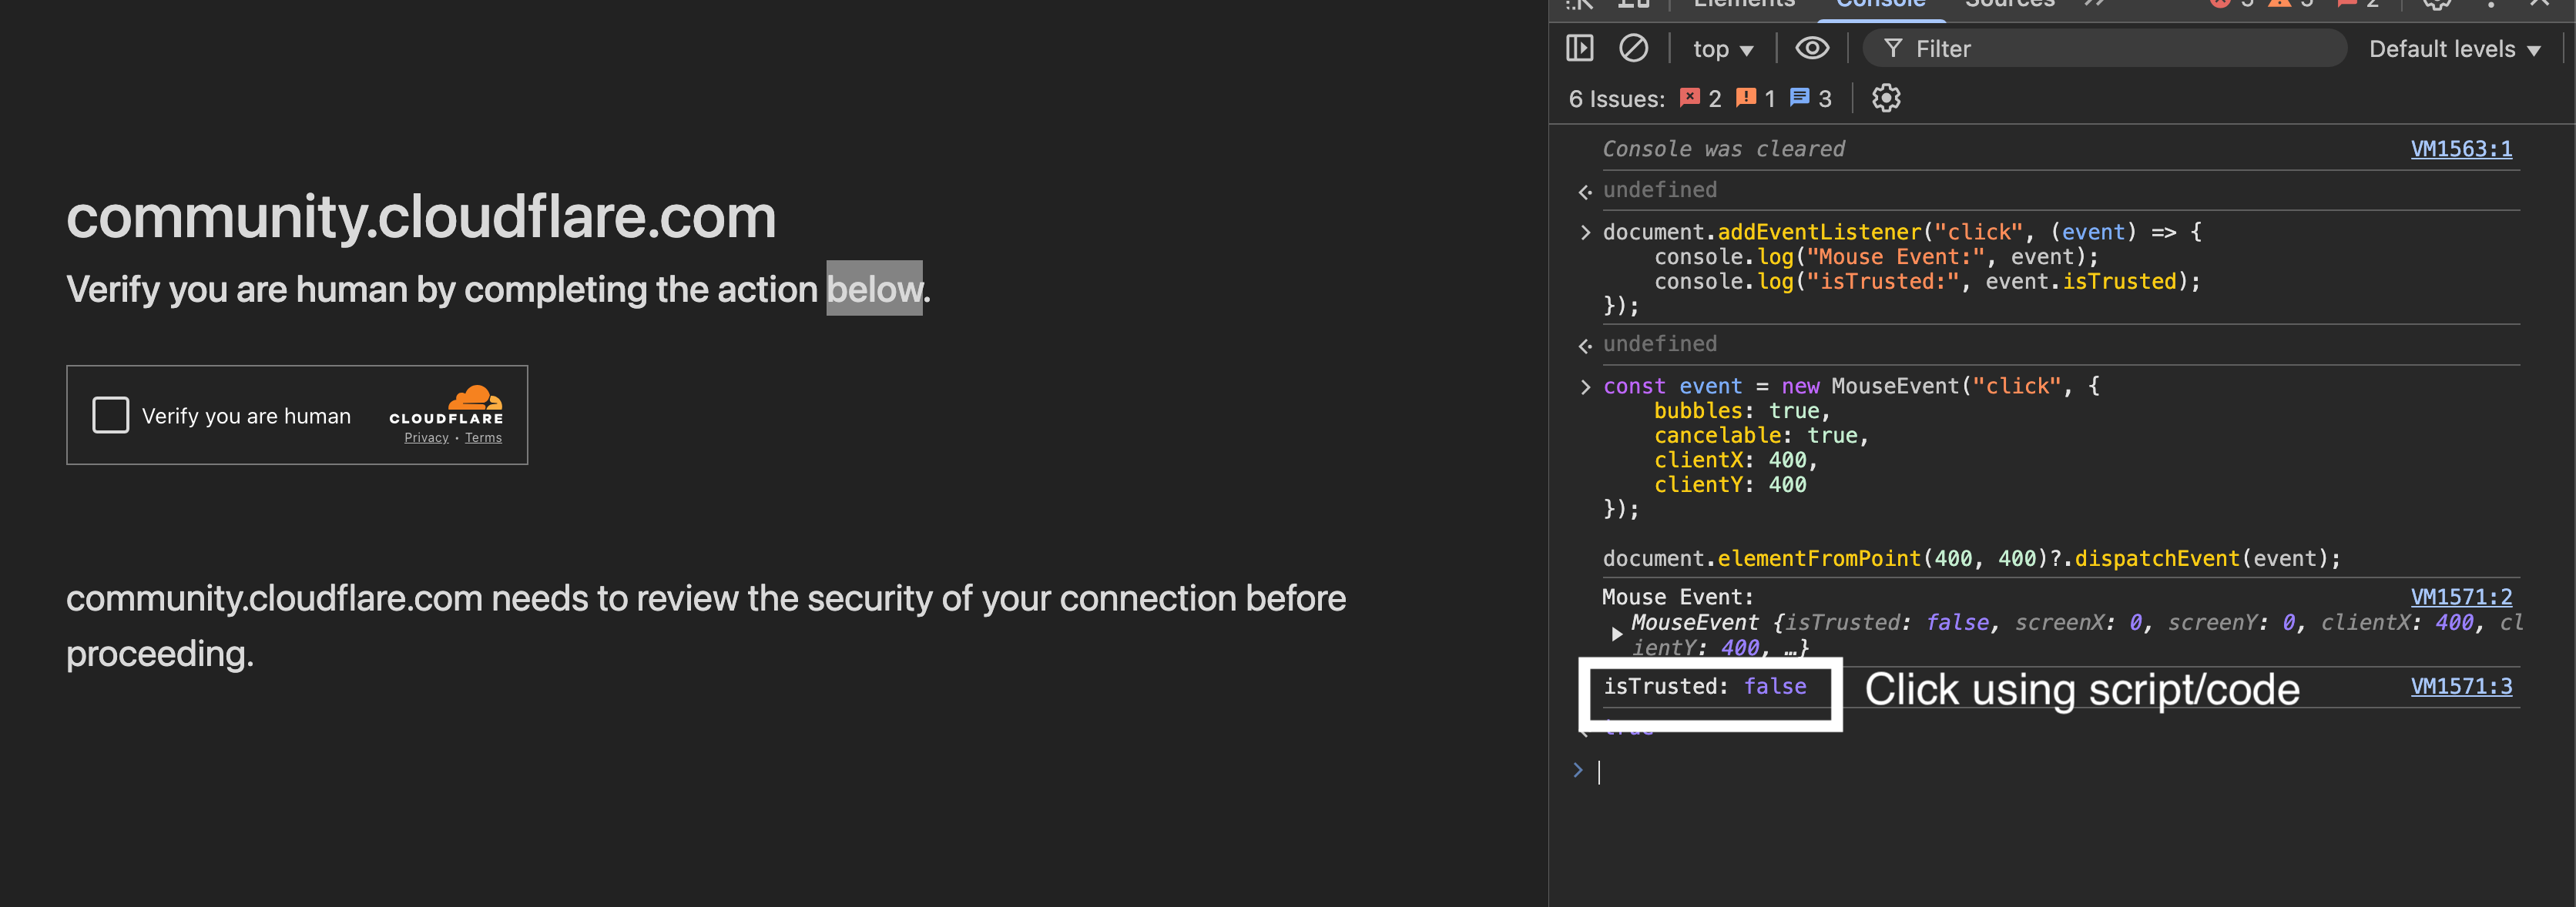 Elements Console Sources
5 5 2
top Filter Default levels
6 Issues: 2 1 3
community.cloudflare.com
Verify you are human by completing the action below.
Verify you are human
CLOUDFLARE
Privacy • Terms
community.cloudflare.com needs to review the security of your connection before
proceeding.
Console was cleared VM1563:1
undefined
document.addEventListener("click", (event) => {
    console.log("Mouse Event:", event);
    console.log("isTrusted:", event.isTrusted);
});
undefined
const event = new MouseEvent("click", {
    bubbles: true,
    cancelable: true,
    clientX: 400,
    clientY: 400
});
document.elementFromPoint(400, 400)?.dispatchEvent(event);
Mouse Event: VM1571:2
MouseEvent {isTrusted: false, screenX: 0, screenY: 0, clientX: 400, cl
ientY: 400, …}
isTrusted: false Click using script/code VM1571:3
true